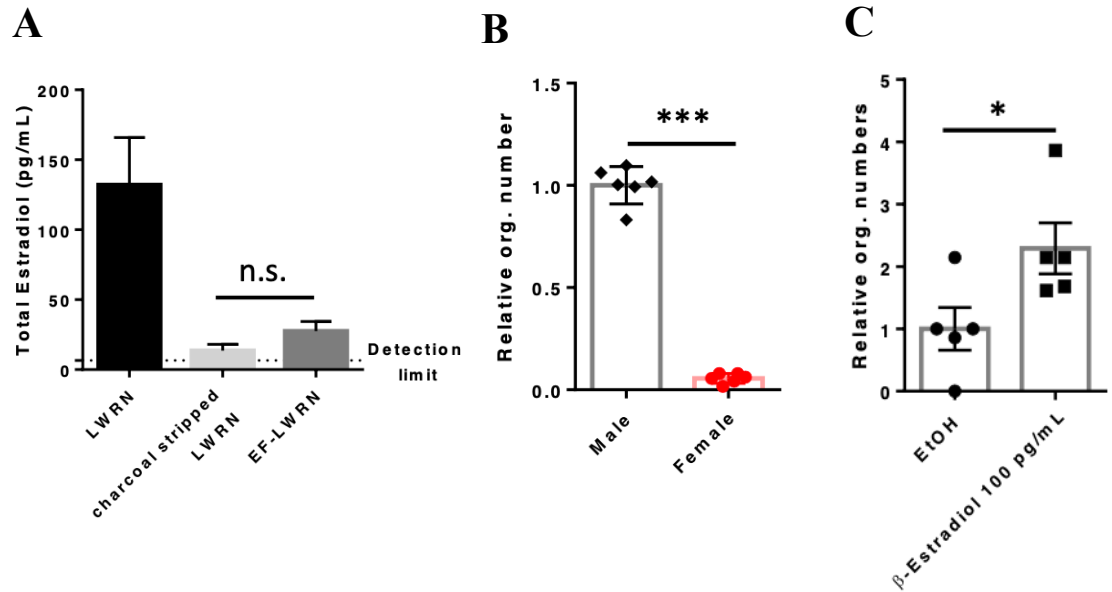 A
Total Estradiol (pg/mL)
200
150
100
50
0
n.s.
Detection
limit
LWRN
charcoal stripped
LWRN
EF-LWRN
B
Relative org. number
1.5
1.0
0.5
0.0
***
Male
Female
C
Relative org. numbers
5
4
3
2
1
0
*
EtOH
β-Estradiol 100 pg/mL